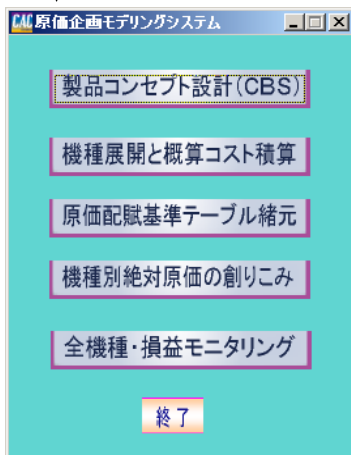 CAC 原価企画モデリングシステム
製品コンセプト設計(CBS)
機種展開と概算コスト積算
原価配賦基準テーブル緒元
機種別絶対原価の創りこみ
全機種・損益モニタリング
終了